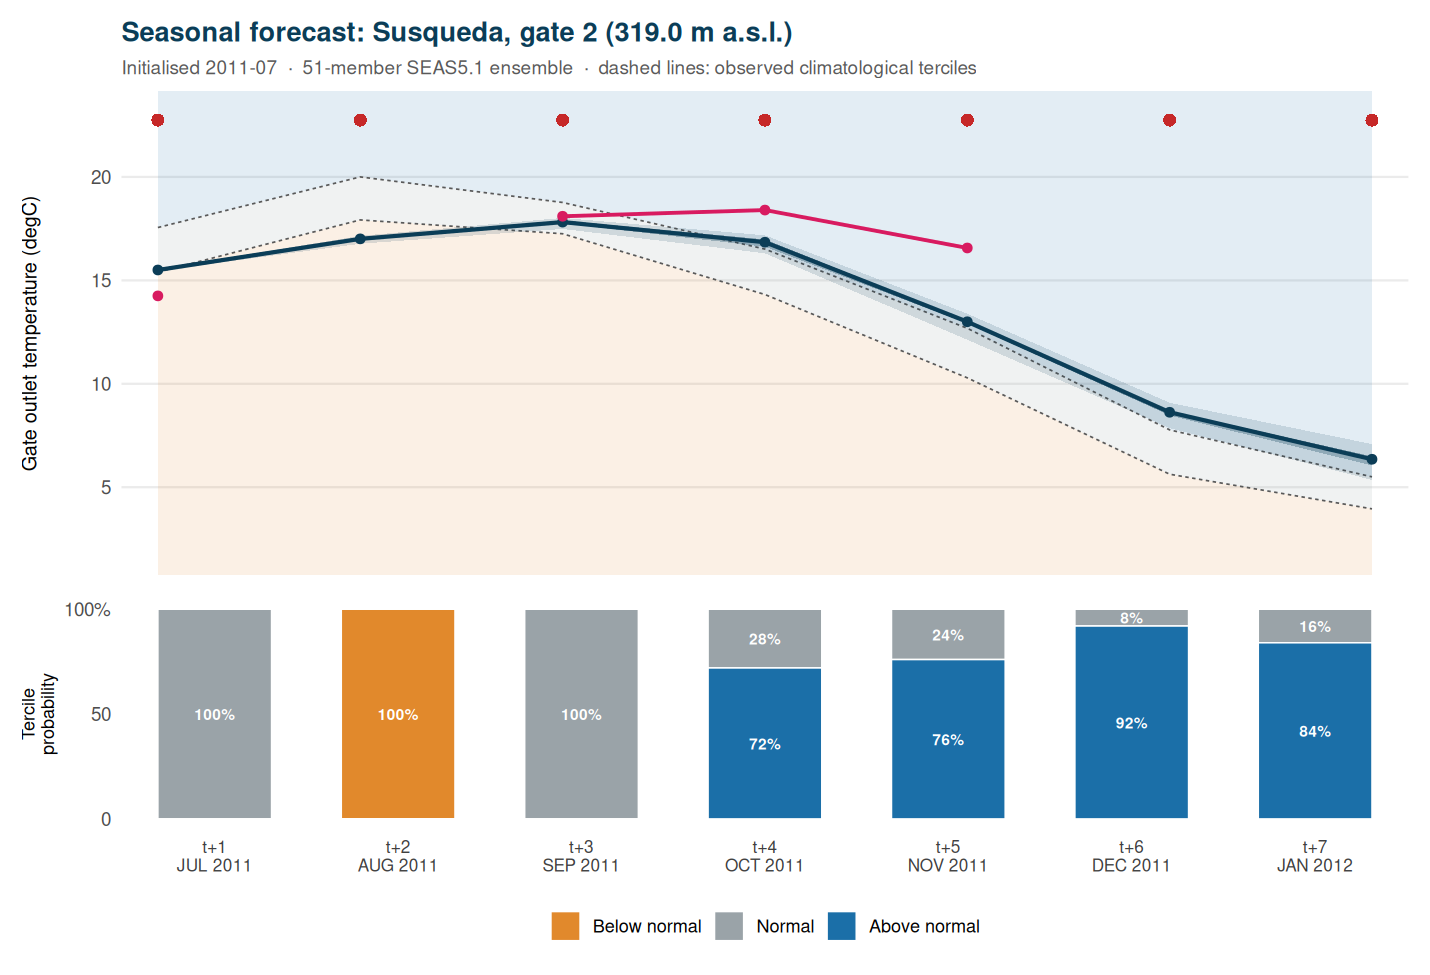 Seasonal forecast: Susqueda, gate 2 (319.0 m a.s.l.)
Initialised 2011-07 · 51-member SEAS5.1 ensemble · dashed lines: observed climatological terciles
Gate outlet temperature (degC)
20
15
10
5
Tercile
probability
100%
50
0
100%
100%
100%
28%
72%
24%
76%
8%
92%
16%
84%
t+1
JUL 2011
t+2
AUG 2011
t+3
SEP 2011
t+4
OCT 2011
t+5
NOV 2011
t+6
DEC 2011
t+7
JAN 2012
Below normal
Normal
Above normal